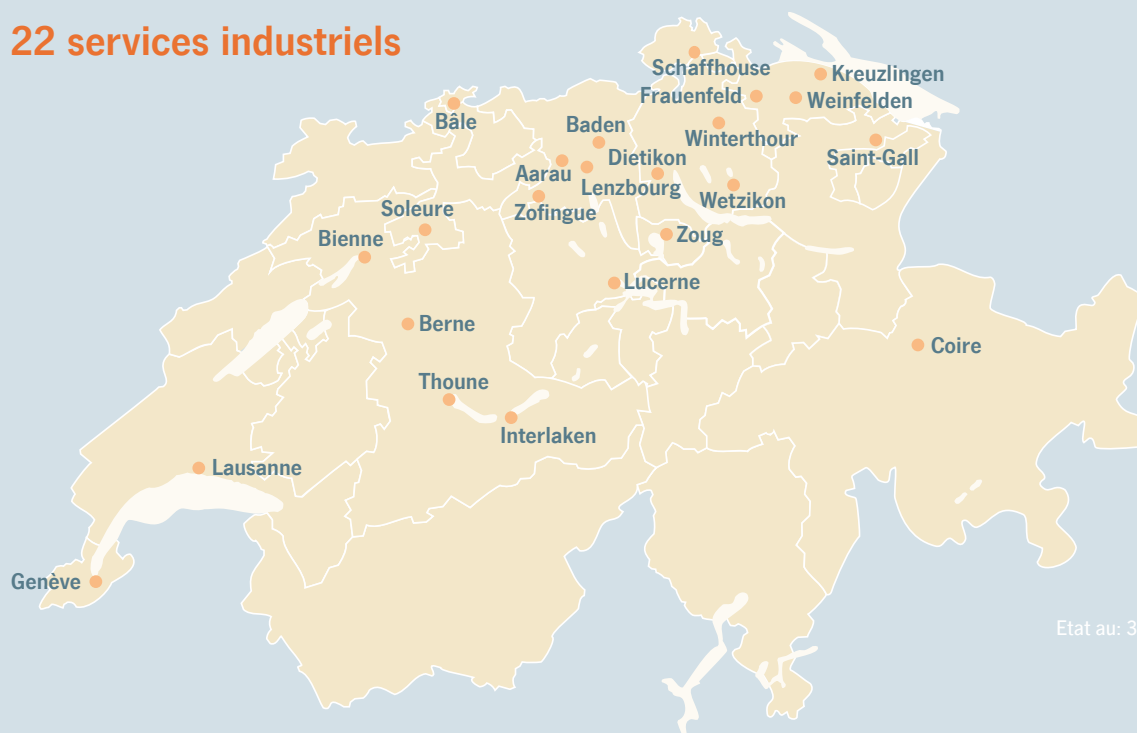 22 services industriels
Schaffhouse
Kreuzlingen
Frauenfeld
Weinfelden
Bâle
Baden
Winterthour
Dietikon
Saint-Gall
Aarau
Lenzbourg
Wetzikon
Zofingue
Soleure
Bienne
Zoug
Lucerne
Berne
Coire
Thoune
Interlaken
Lausanne
Genève
Etat au: 3